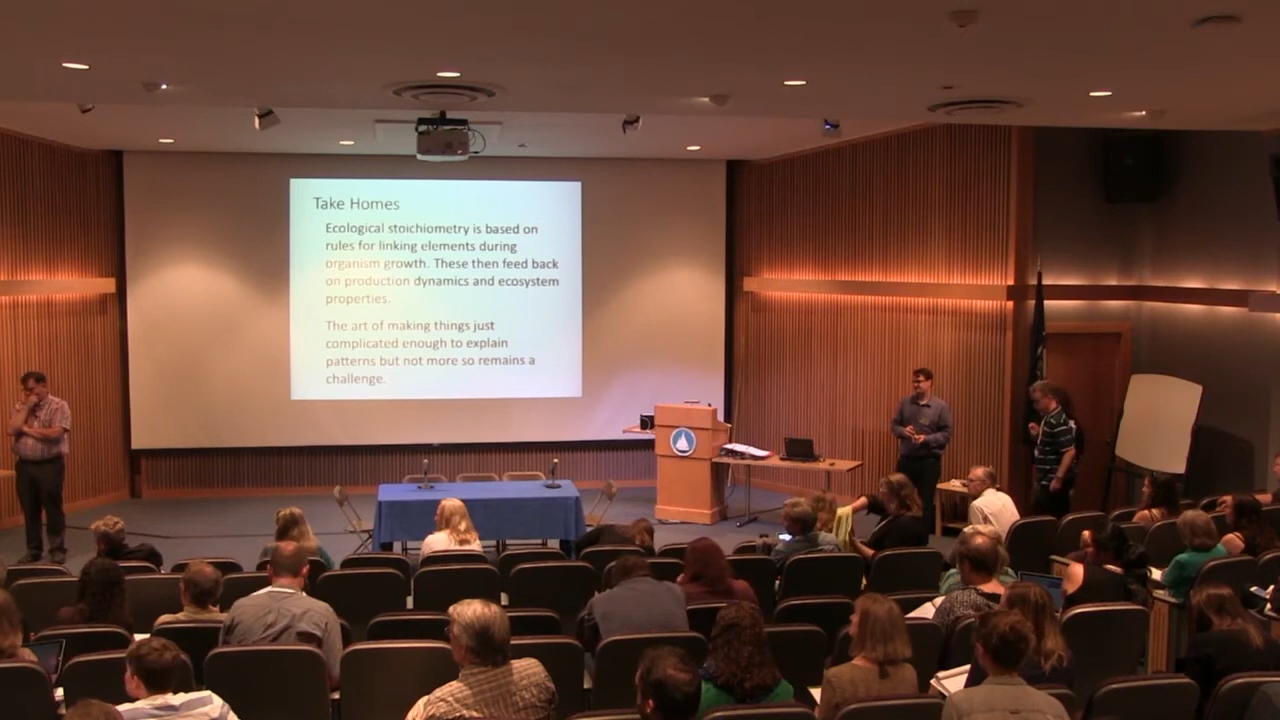 Take Homes
Ecological stoichiometry is based on
rules for linking elements during
organism growth. These then feed back
on production dynamics and ecosystem
properties.
The art of making things just
complicated enough to explain
patterns but not more so remains a
challenge.